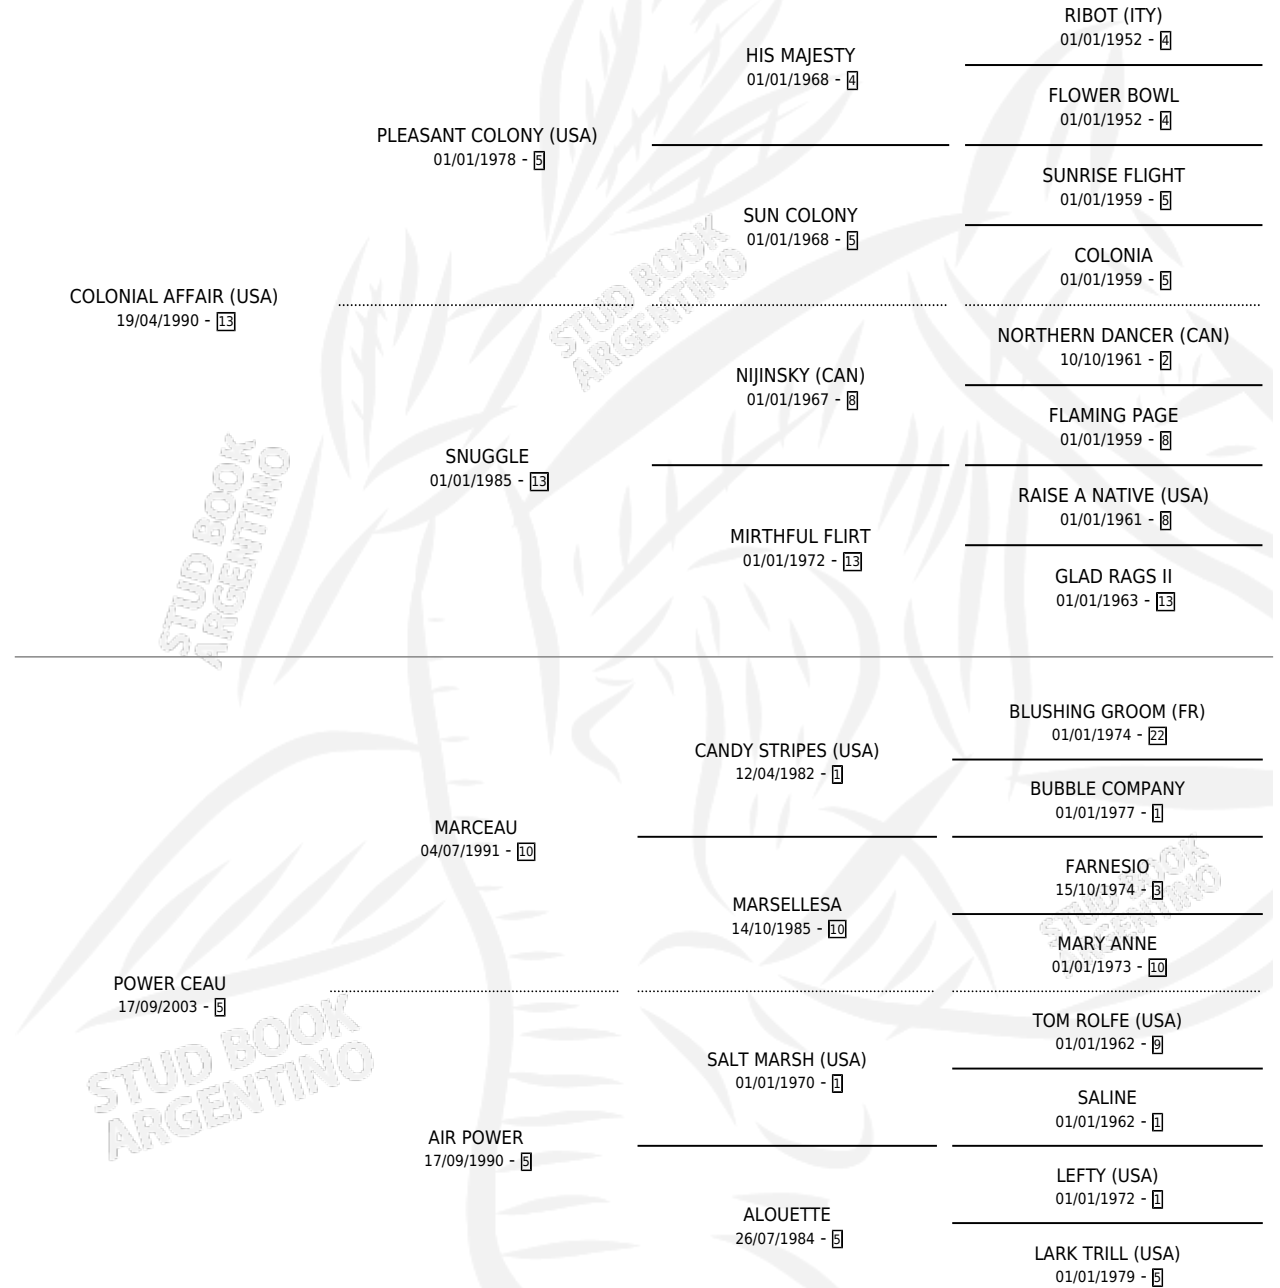 RIBOT (ITY)
01/01/1952 - 4
HIS MAJESTY
01/01/1968 - 4
FLOWER BOWL
01/01/1952 - 4
PLEASANT COLONY (USA)
01/01/1978 - 5
SUNRISE FLIGHT
01/01/1959 - 5
SUN COLONY
01/01/1968 - 5
COLONIA
01/01/1959 - 5
COLONIAL AFFAIR (USA)
19/04/1990 - 13
NORTHERN DANCER (CAN)
10/10/1961 - 2
NIJINSKY (CAN)
01/01/1967 - 8
FLAMING PAGE
01/01/1959 - 8
SNUGGLE
01/01/1985 - 13
RAISE A NATIVE (USA)
01/01/1961 - 8
MIRTHFUL FLIRT
01/01/1972 - 13
GLAD RAGS II
01/01/1963 - 13
BLUSHING GROOM (FR)
01/01/1974 - 22
CANDY STRIPES (USA)
12/04/1982 - 1
BUBBLE COMPANY
01/01/1977 - 1
MARCEAU
04/07/1991 - 10
FARNESIO
15/10/1974 - 3
MARSELLESA
14/10/1985 - 10
MARY ANNE
01/01/1973 - 10
POWER CEAU
17/09/2003 - 5
TOM ROLFE (USA)
01/01/1962 - 9
SALT MARSH (USA)
01/01/1970 - 1
SALINE
01/01/1962 - 1
AIR POWER
17/09/1990 - 5
LEFTY (USA)
01/01/1972 - 1
ALOUETTE
26/07/1984 - 5
LARK TRILL (USA)
01/01/1979 - 5
STUD BOOK
ARGENTINO
STUD BOOK
ARGENTINO
STUD BOOK
ARGENTINO
STUD BOOK
ARGENTINO